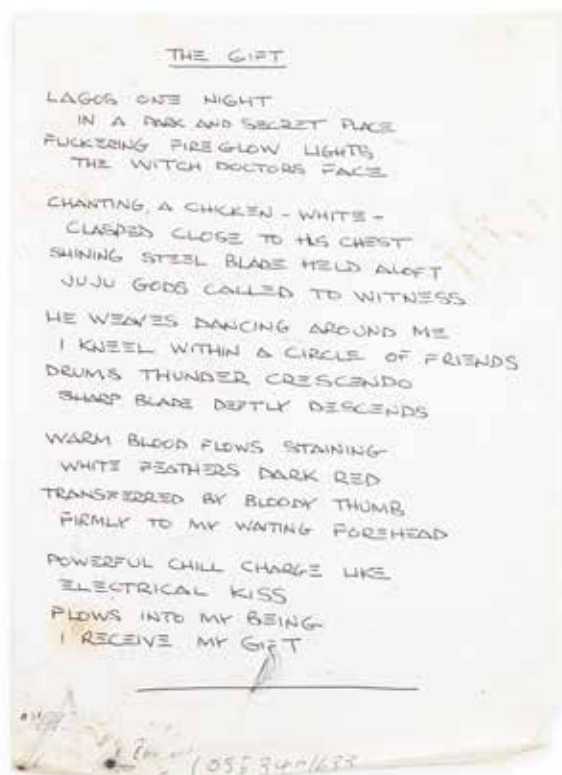 THE GIFT
LAGOS ONE NIGHT
IN A DARK AND SECRET PLACE
FLICKERING FIREGLOW LIGHTS
THE WITCH DOCTORS FACE
CHANTING, A CHICKEN - WHITE -
CLASPED CLOSE TO HIS CHEST
SHINING STEEL BLADE HELD ALOFT
JUJU GODS CALLED TO WITNESS
HE WEAVES DANCING AROUND ME
I KNEEL WITHIN A CIRCLE OF FRIENDS
DRUMS THUNDER CRESCENDO
SHARP BLADE DEFTLY DESCENDS
WARM BLOOD FLOWS STAINING
WHITE FEATHERS DARK RED
TRANSFERRED BY BLOODY THUMB
FIRMLY TO MY WAITING FOREHEAD
POWERFUL CHILL CHARGE LIKE
ELECTRICAL KISS
FLOWS INTO MY BEING
I RECEIVE MY GIFT